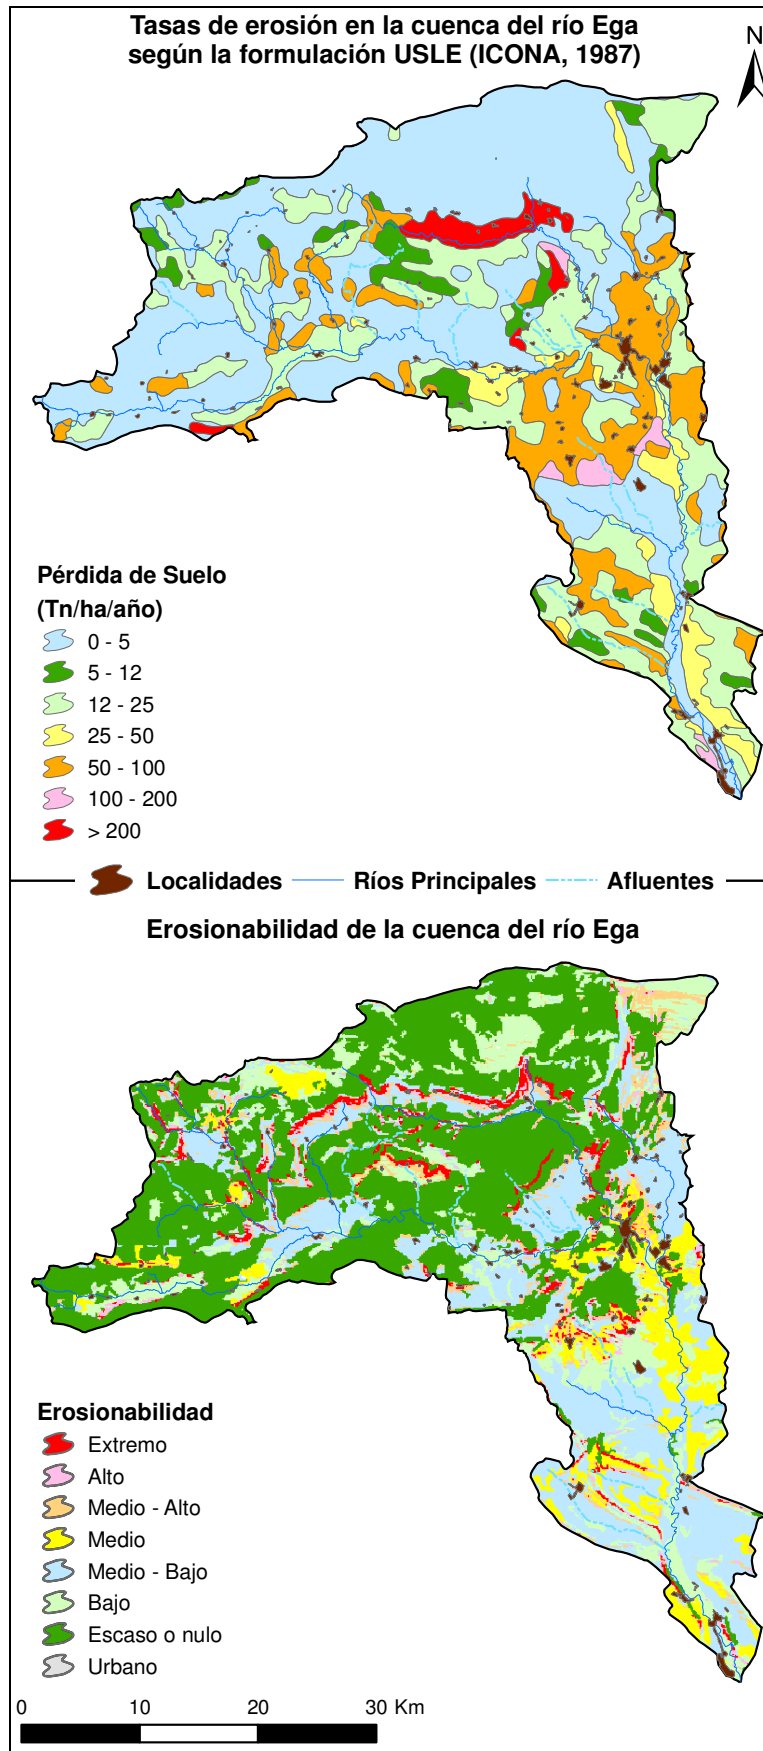 Tasas de erosión en la cuenca del río Ega
según la formulación USLE (ICONA, 1987)
N
Pérdida de Suelo
(Tn/ha/año)
0 - 5
5 - 12
12 - 25
25 - 50
50 - 100
100 - 200
> 200
Localidades Ríos Principales Afluentes
Erosionabilidad de la cuenca del río Ega
Erosionabilidad
Extremo
Alto
Medio - Alto
Medio
Medio - Bajo
Bajo
Escaso o nulo
Urbano
0 10 20 30 Km